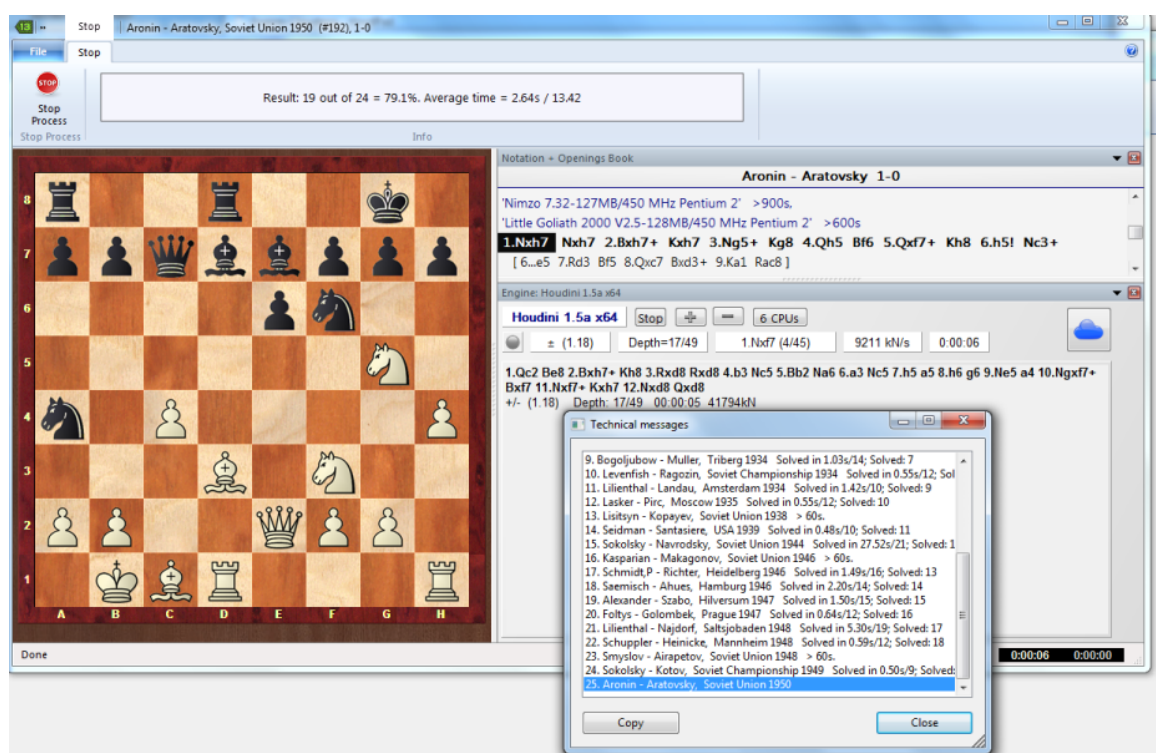 13 Stop Aronin - Aratovsky, Soviet Union 1950 (#192), 1-0
File Stop
STOP
Stop
Process
Result: 19 out of 24 = 79.1%. Average time = 2.64s / 13.42
Stop Process Info
Notation + Openings Book
Aronin - Aratovsky 1-0
'Nimzo 7.32-127MB/450 MHz Pentium 2' >900s,
'Little Goliath 2000 V2.5-128MB/450 MHz Pentium 2' >600s
1.Nxh7 Nxh7 2.Bxh7+ Kxh7 3.Ng5+ Kg8 4.Qh5 Bf6 5.Qxf7+ Kh8 6.h5! Nc3+
[ 6...e5 7.Rd3 Bf5 8.Qxc7 Bxd3+ 9.Ka1 Rac8 ]
Engine: Houdini 1.5a x64
Houdini 1.5a x64 Stop 6 CPUs
± (1.18) Depth=17/49 1.Nxf7 (4/45) 9211 kN/s 0:00:06
1.Qc2 Be8 2.Bxh7+ Kh8 3.Rxd8 Rxd8 4.b3 Nc5 5.Bb2 Na6 6.a3 Nc5 7.h5 a5 8.h6 g6 9.Ne5 a4 10.Ngxf7+
Bxf7 11.Nxf7+ Kxh7 12.Nxd8 Qxd8
+/- (1.18) Depth: 17/49 00:00:05 41794kN
8
7
6
5
4
3
2
1
A B C D E F G H
Technical messages
9. Bogoljubow - Muller, Triberg 1934 Solved in 1.03s/14; Solved: 7
10. Levenfish - Ragozin, Soviet Championship 1934 Solved in 0.55s/12; Sol
11. Lilienthal - Landau, Amsterdam 1934 Solved in 1.42s/10; Solved: 9
12. Lasker - Pirc, Moscow 1935 Solved in 0.55s/12; Solved: 10
13. Lisitsyn - Kopayev, Soviet Union 1938 > 60s.
14. Seidman - Santasiere, USA 1939 Solved in 0.48s/10; Solved: 11
15. Sokolsky - Navrodsky, Soviet Union 1944 Solved in 27.52s/21; Solved: 1
16. Kasparian - Makagonov, Soviet Union 1946 > 60s.
17. Schmidt,P - Richter, Heidelberg 1946 Solved in 1.49s/16; Solved: 13
18. Saemisch - Ahues, Hamburg 1946 Solved in 2.20s/14; Solved: 14
19. Alexander - Szabo, Hilversum 1947 Solved in 1.50s/15; Solved: 15
20. Foltys - Golombek, Prague 1947 Solved in 0.64s/12; Solved: 16
21. Lilienthal - Najdorf, Saltsjobaden 1948 Solved in 5.30s/19; Solved: 17
22. Schuppler - Heinicke, Mannheim 1948 Solved in 0.59s/12; Solved: 18
23. Smyslov - Airapetov, Soviet Union 1948 > 60s.
24. Sokolsky - Kotov, Soviet Championship 1949 Solved in 0.50s/9; Solved:
25. Aronin - Aratovsky, Soviet Union 1950
Copy Close
Done 0:00:06 0:00:00